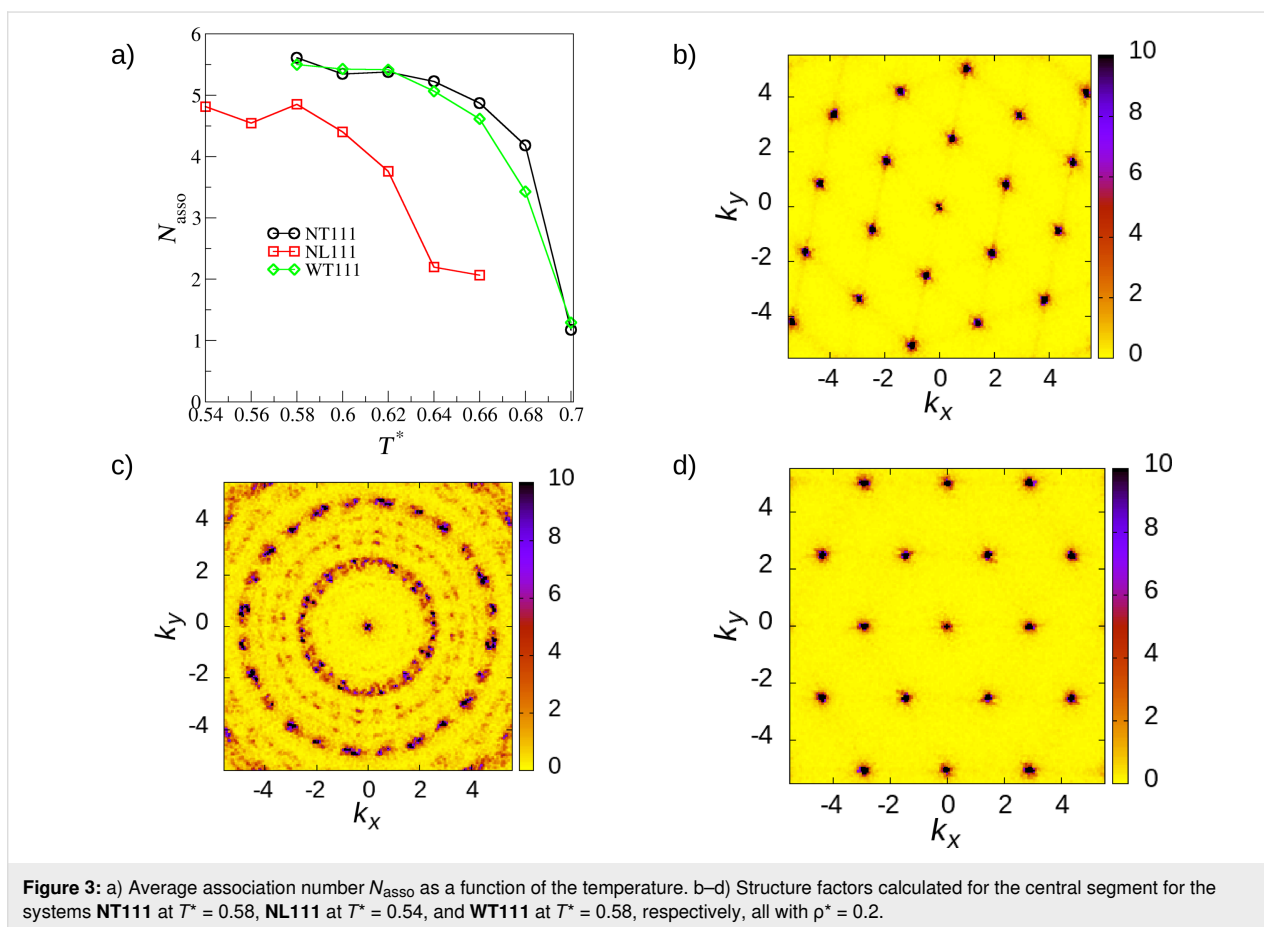 a)
6
5
4
3
2
1
0
N_asso
NT111
NL111
WT111
0.54 0.56 0.58 0.6 0.62 0.64 0.66 0.68 0.7
T*
b)
4
2
0
-2
-4
k_y
-4 -2 0 2 4
k_x
10
8
6
4
2
0
c)
4
2
0
-2
-4
k_y
-4 -2 0 2 4
k_x
10
8
6
4
2
0
d)
4
2
0
-2
-4
k_y
-4 -2 0 2 4
k_x
10
8
6
4
2
0
Figure 3: a) Average association number Nasso as a function of the temperature. b–d) Structure factors calculated for the central segment for the
systems NT111 at T* = 0.58, NL111 at T* = 0.54, and WT111 at T* = 0.58, respectively, all with ρ* = 0.2.